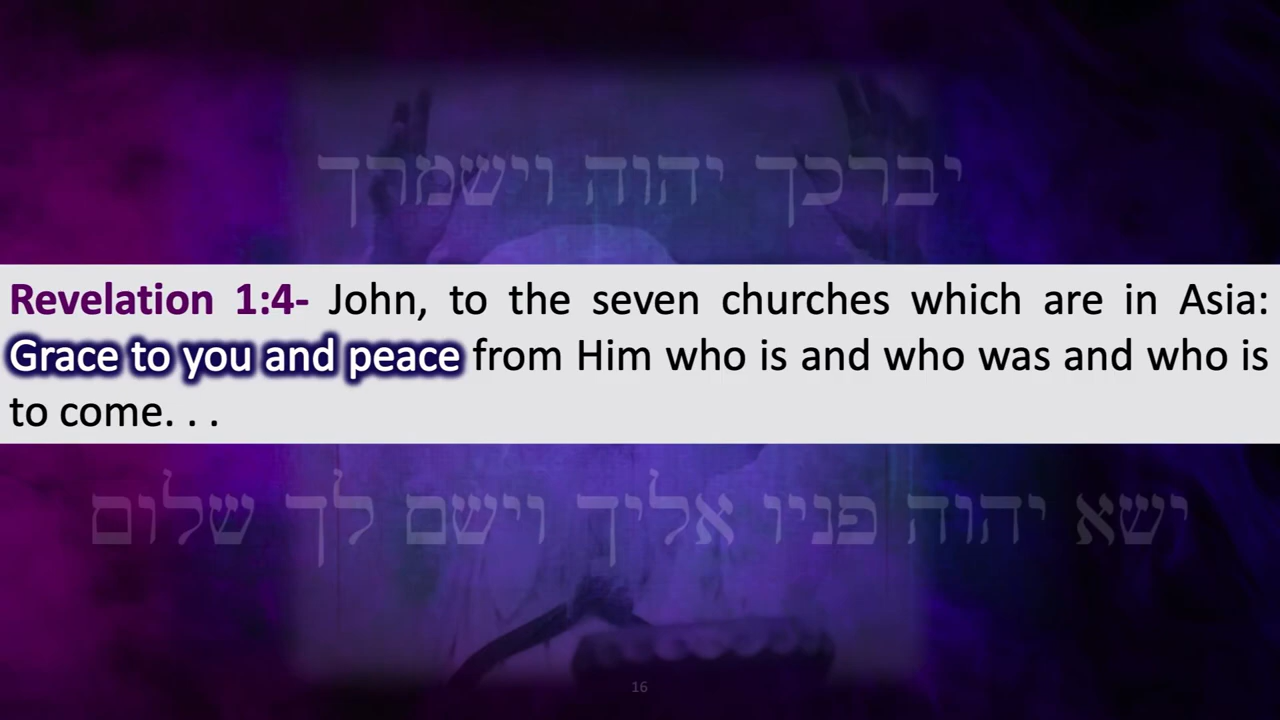 יברכך יהוה וישמרך
Revelation 1:4- John, to the seven churches which are in Asia:
Grace to you and peace from Him who is and who was and who is
to come. . .
ישא יהוה פניו אליך וישם לך שלום
16